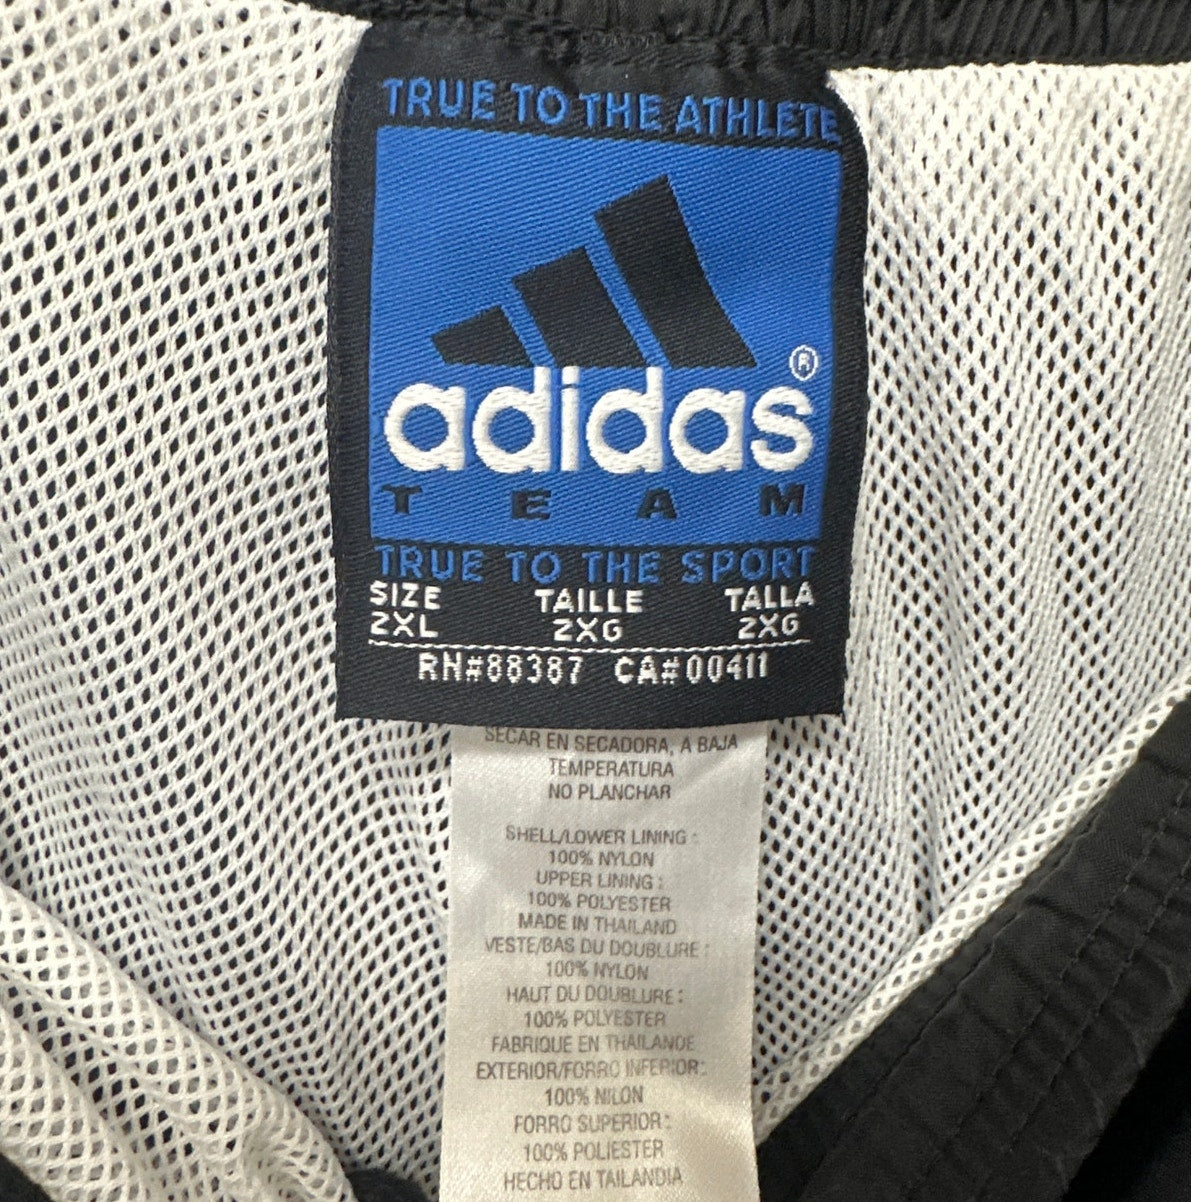 TRUE TO THE ATHLETE
adidas®
TEAM
TRUE TO THE SPORT
SIZE TAILLE TALLA
2XL 2XG 2XG
RN#88387 CA#00411
SECAR EN SECADORA, A BAJA
TEMPERATURA
NO PLANCHAR
SHELL/LOWER LINING :
100% NYLON
UPPER LINING :
100% POLYESTER
MADE IN THAILAND
VESTE/BAS DU DOUBLURE :
100% NYLON
HAUT DU DOUBLURE :
100% POLYESTER
FABRIQUE EN THAILANDE
EXTERIOR/FORRO INFERIOR:
100% NILON
FORRO SUPERIOR :
100% POLIESTER
HECHO EN TAILANDIA